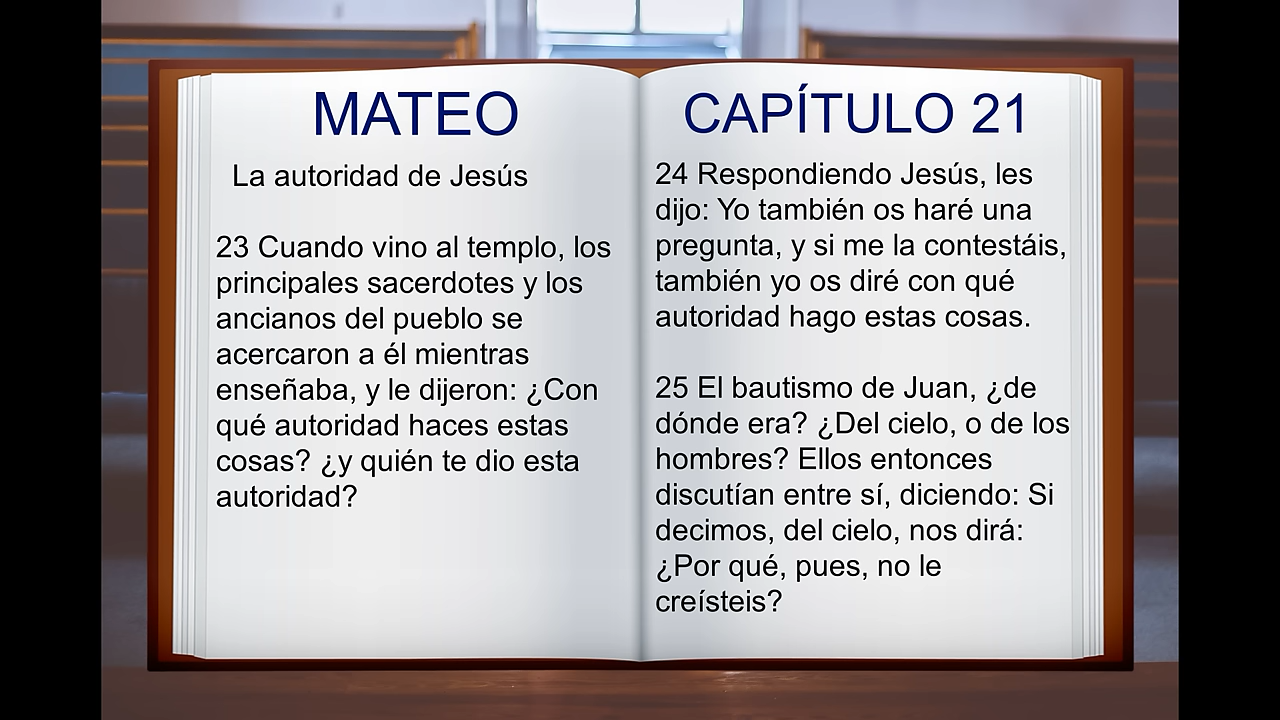 MATEO
La autoridad de Jesús
23 Cuando vino al templo, los
principales sacerdotes y los
ancianos del pueblo se
acercaron a él mientras
enseñaba, y le dijeron: ¿Con
qué autoridad haces estas
cosas? ¿y quién te dio esta
autoridad?
CAPÍTULO 21
24 Respondiendo Jesús, les
dijo: Yo también os haré una
pregunta, y si me la contestáis,
también yo os diré con qué
autoridad hago estas cosas.
25 El bautismo de Juan, ¿de
dónde era? ¿Del cielo, o de los
hombres? Ellos entonces
discutían entre sí, diciendo: Si
decimos, del cielo, nos dirá:
¿Por qué, pues, no le
creísteis?